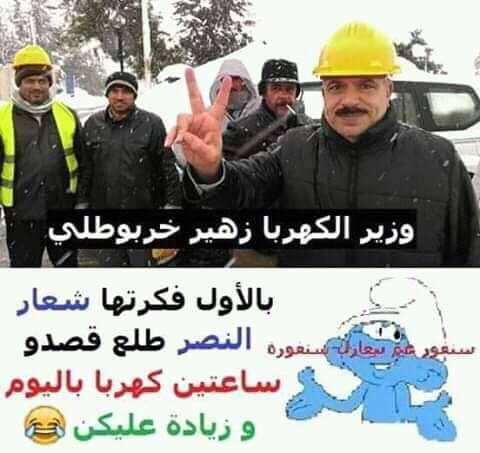 وزير الكهربا زهير خربوطلي
بالأول فكرتها شعار
النصر طلع قصدو
ساعتين كهربا باليوم
و زيادة عليكن 😂
سنفور عم يعارك سنفورة